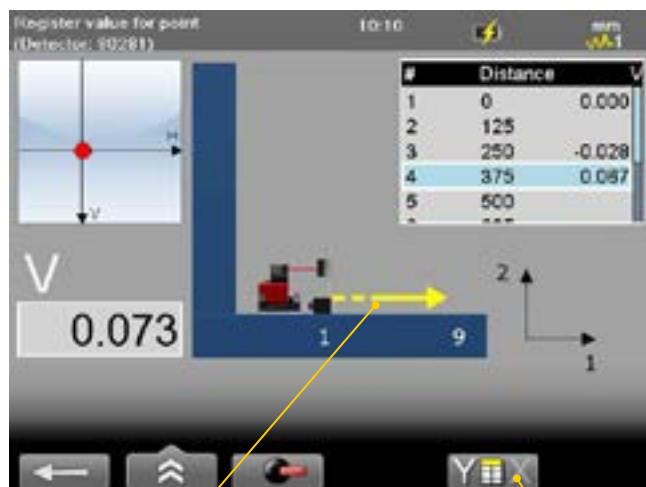 Register value for point
(Detector: 90281)
10:10
mm
1
# Distance V
1 0 0.000
2 125
3 250 -0.028
4 375 0.087
5 500
H
V
V
0.073
1
9
2
1
Y X